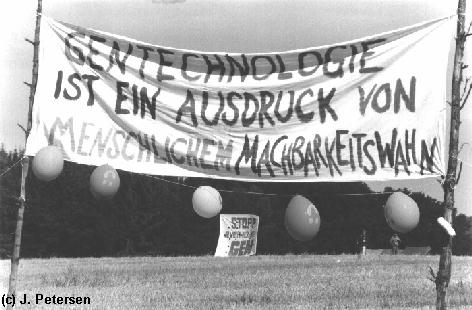 GENTECHNOLOGIE
IST EIN AUSDRUCK VON
MENSCHLICHEM MACHBARKEITSWAHN
STOPP
GEN
(c) J. Petersen